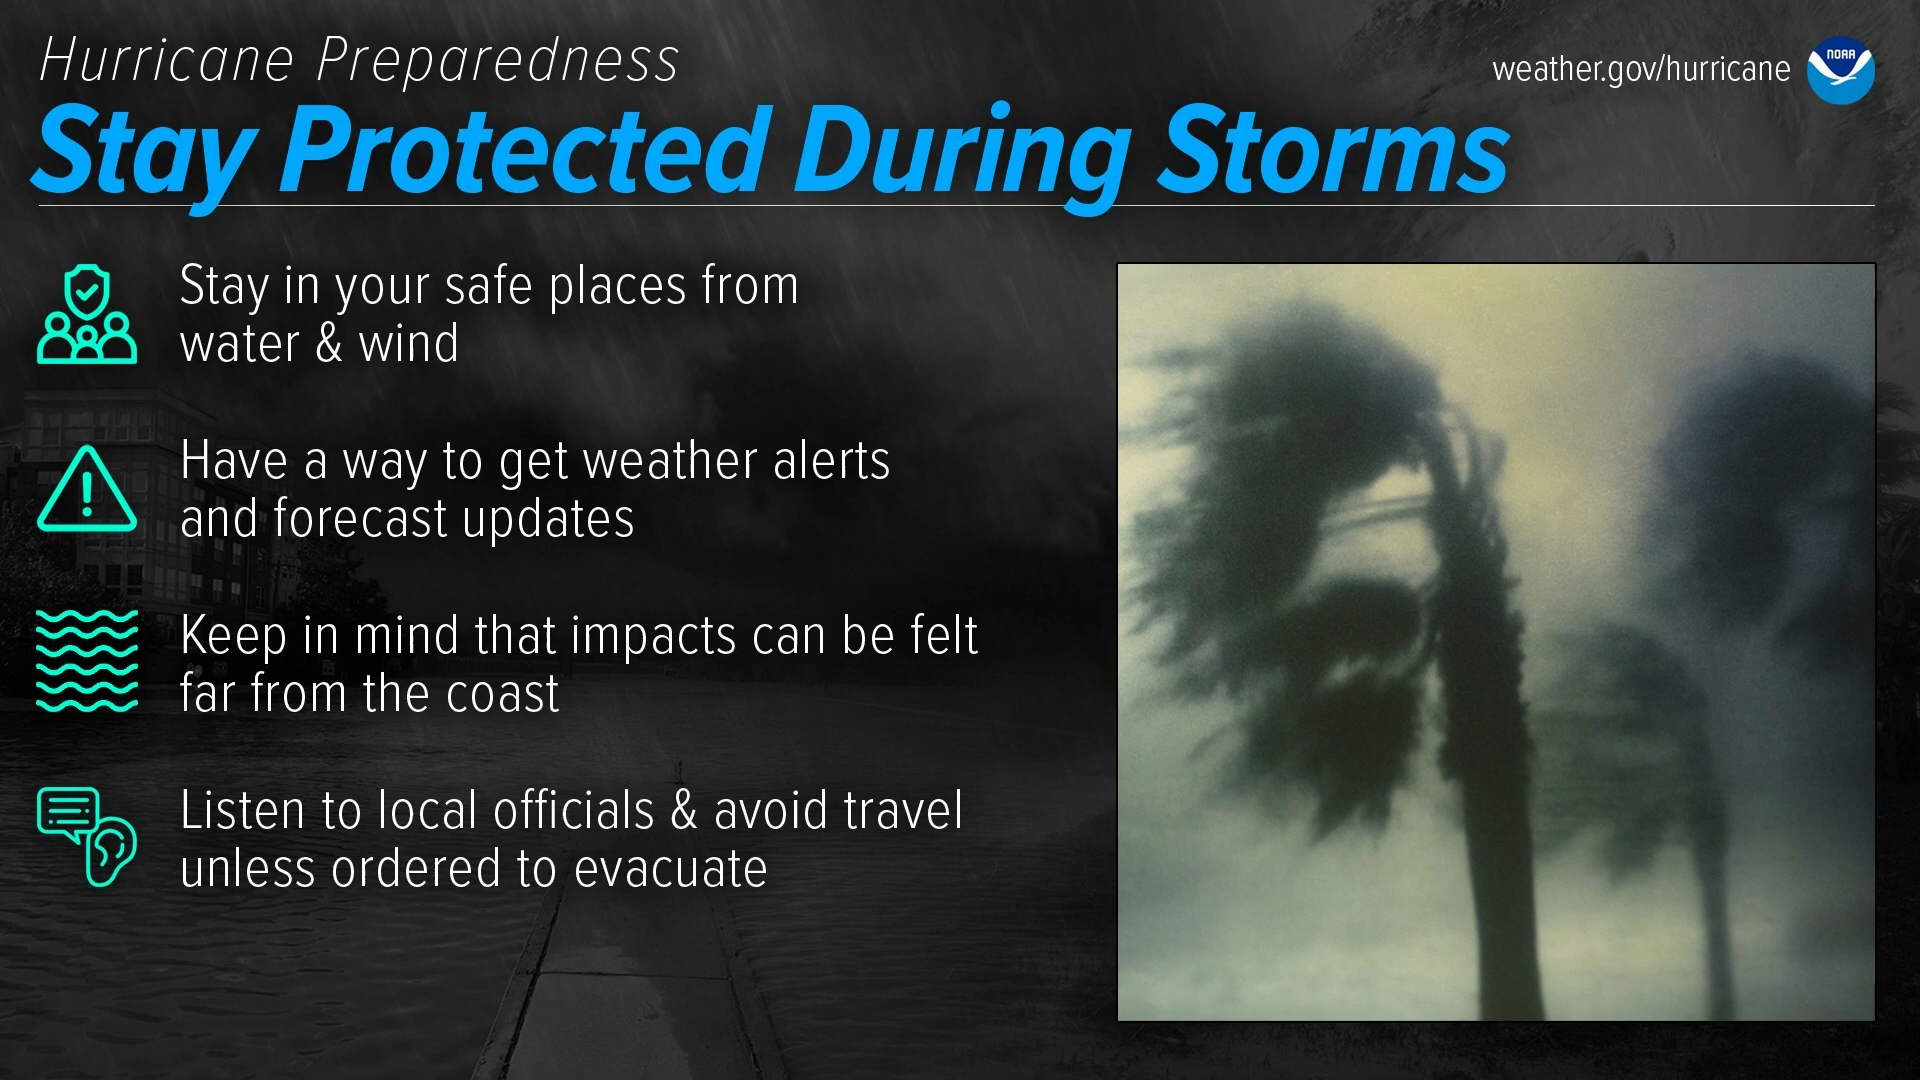 Hurricane Preparedness
weather.gov/hurricane
NOAA
Stay Protected During Storms
Stay in your safe places from
water & wind
Have a way to get weather alerts
and forecast updates
Keep in mind that impacts can be felt
far from the coast
Listen to local officials & avoid travel
unless ordered to evacuate